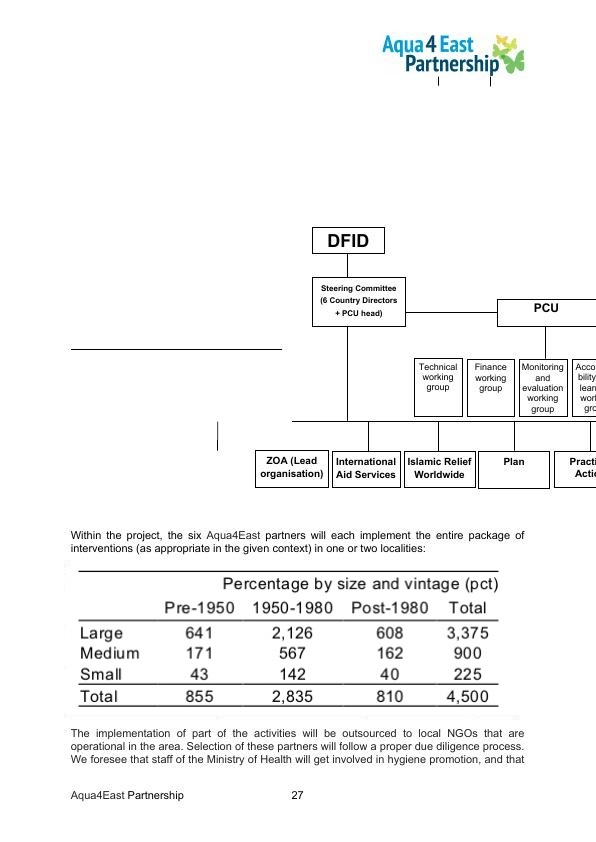 Aqua 4 East
Partnership
DFID
Steering Committee
(6 Country Directors
+ PCU head)
PCU
Technical
working
group
Finance
working
group
Monitoring
and
evaluation
working
group
Acco
bility
lear
wor
gro
ZOA (Lead
organisation)
International
Aid Services
Islamic Relief
Worldwide
Plan
Practi
Actic
Within the project, the six Aqua4East partners will each implement the entire package of
interventions (as appropriate in the given context) in one or two localities:
Percentage by size and vintage (pct)
Pre-1950 1950-1980 Post-1980 Total
Large 641 2,126 608 3,375
Medium 171 567 162 900
Small 43 142 40 225
Total 855 2,835 810 4,500
The implementation of part of the activities will be outsourced to local NGOs that are
operational in the area. Selection of these partners will follow a proper due diligence process.
We foresee that staff of the Ministry of Health will get involved in hygiene promotion, and that
Aqua4East Partnership 27